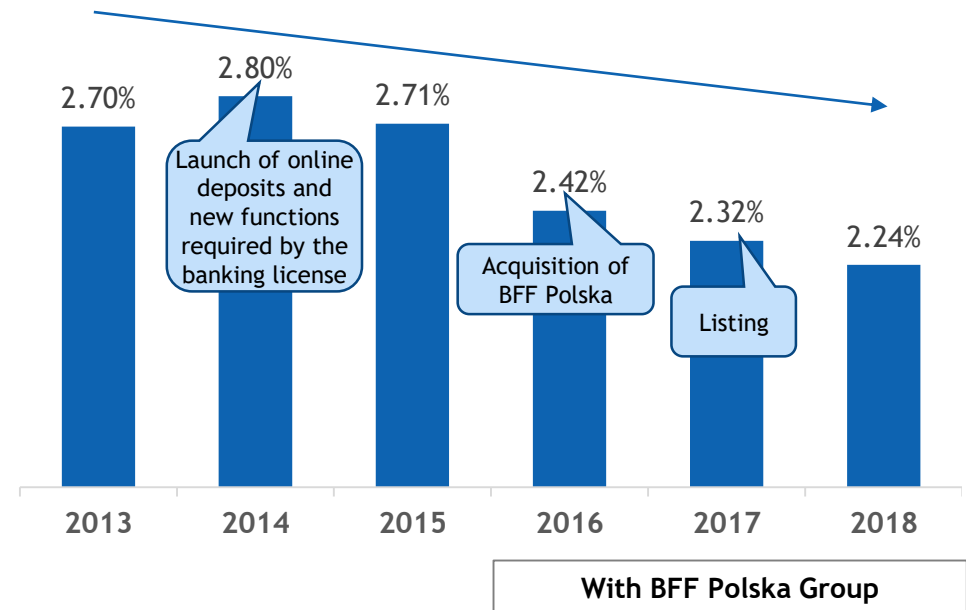 2.70%
2.80%
2.71%
2.42%
2.32%
2.24%
Launch of online
deposits and
new functions
required by the
banking license
Acquisition of
BFF Polska
Listing
2013
2014
2015
2016
2017
2018
With BFF Polska Group